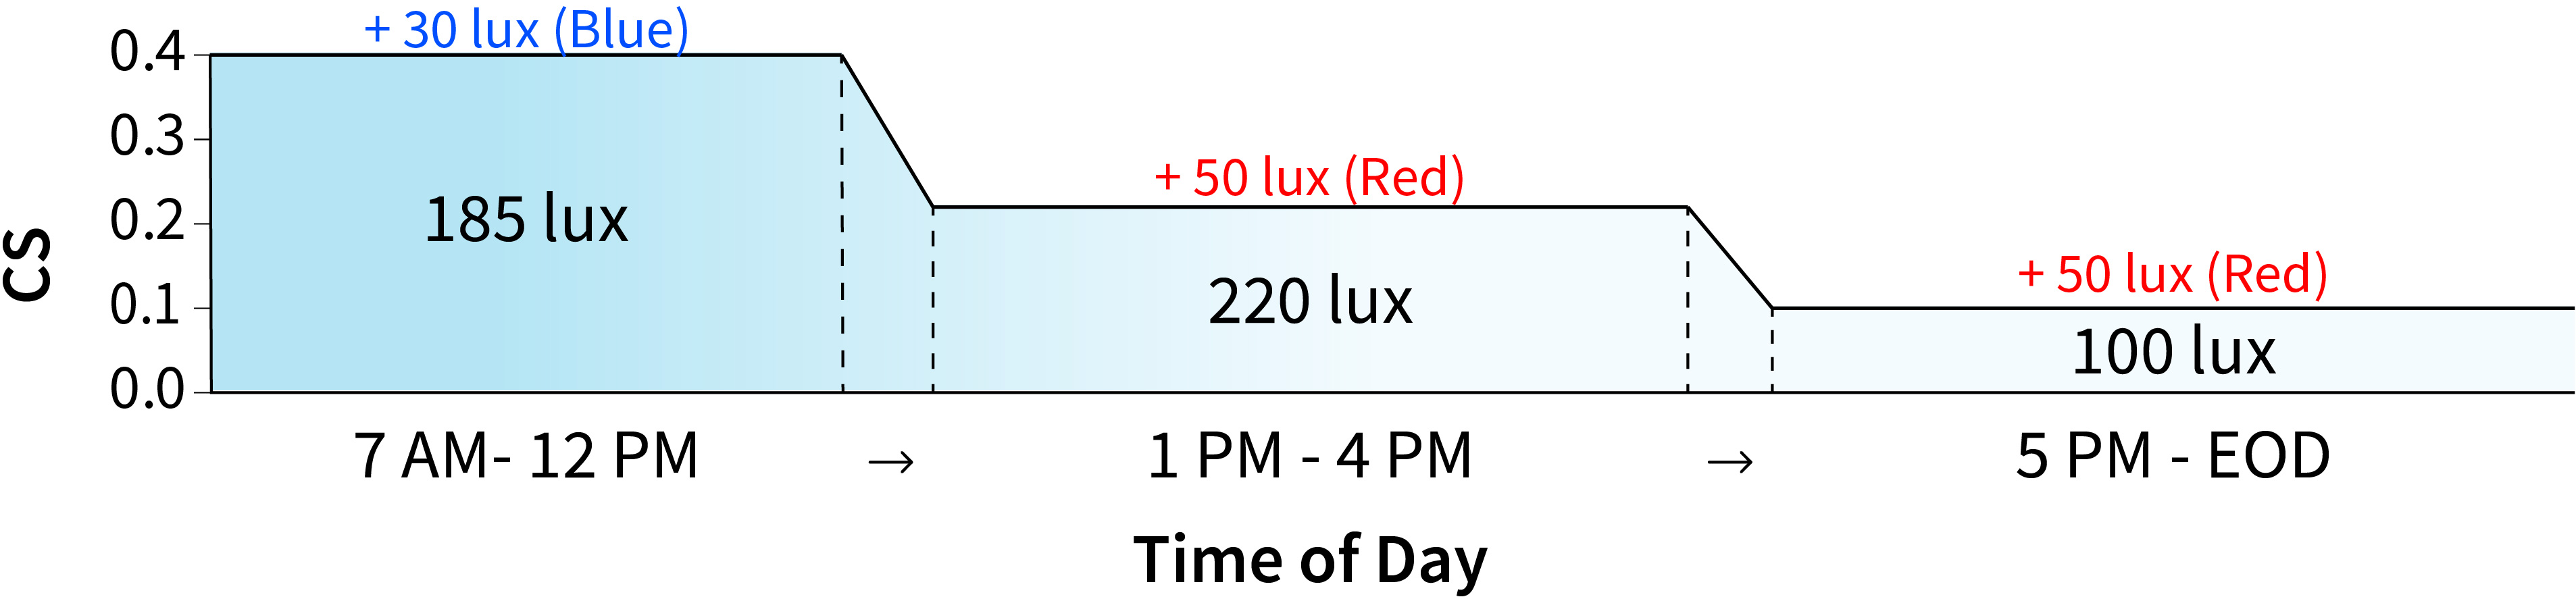 + 30 lux (Blue)
0.4
0.3
0.2
0.1
0.0
CS
185 lux
+ 50 lux (Red)
220 lux
+ 50 lux (Red)
100 lux
7 AM- 12 PM → 1 PM - 4 PM → 5 PM - EOD
Time of Day